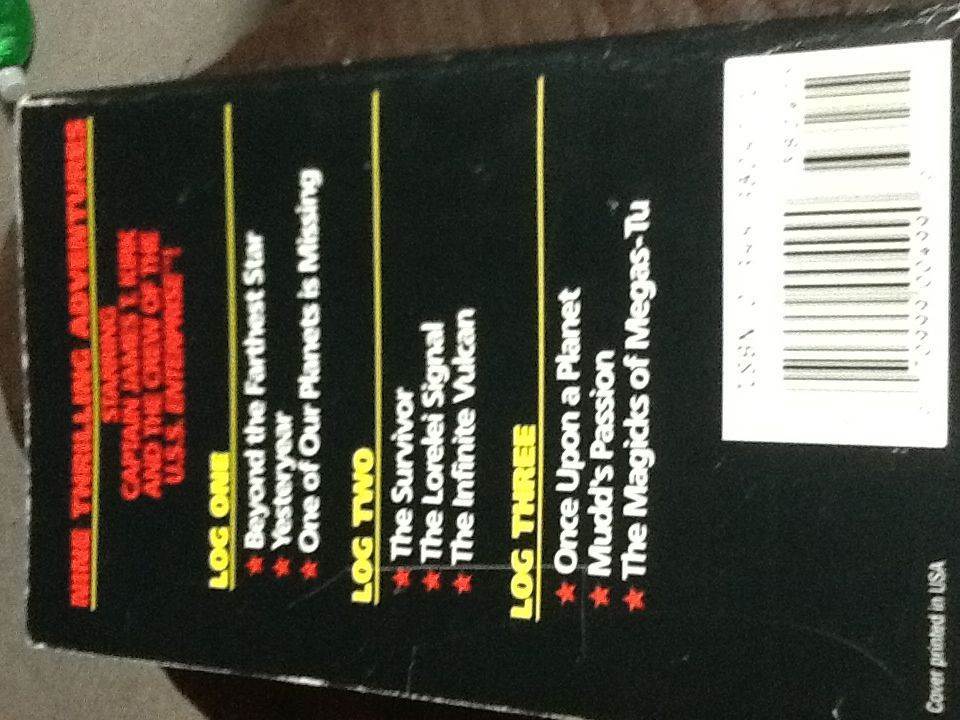 NINE THRILLING ADVENTURES
STARRING
CAPTAIN JAMES T. KIRK
AND THE CREW OF THE
U.S.S. ENTERPRISE™!
LOG ONE
★ Beyond the Farthest Star
★ Yesteryear
★ One of Our Planets is Missing
LOG TWO
★ The Survivor
★ The Lorelei Signal
★ The Infinite Vulcan
LOG THREE
★ Once Upon a Planet
★ Mudd's Passion
★ The Magicks of Megas-Tu
ISBN
Cover printed in USA